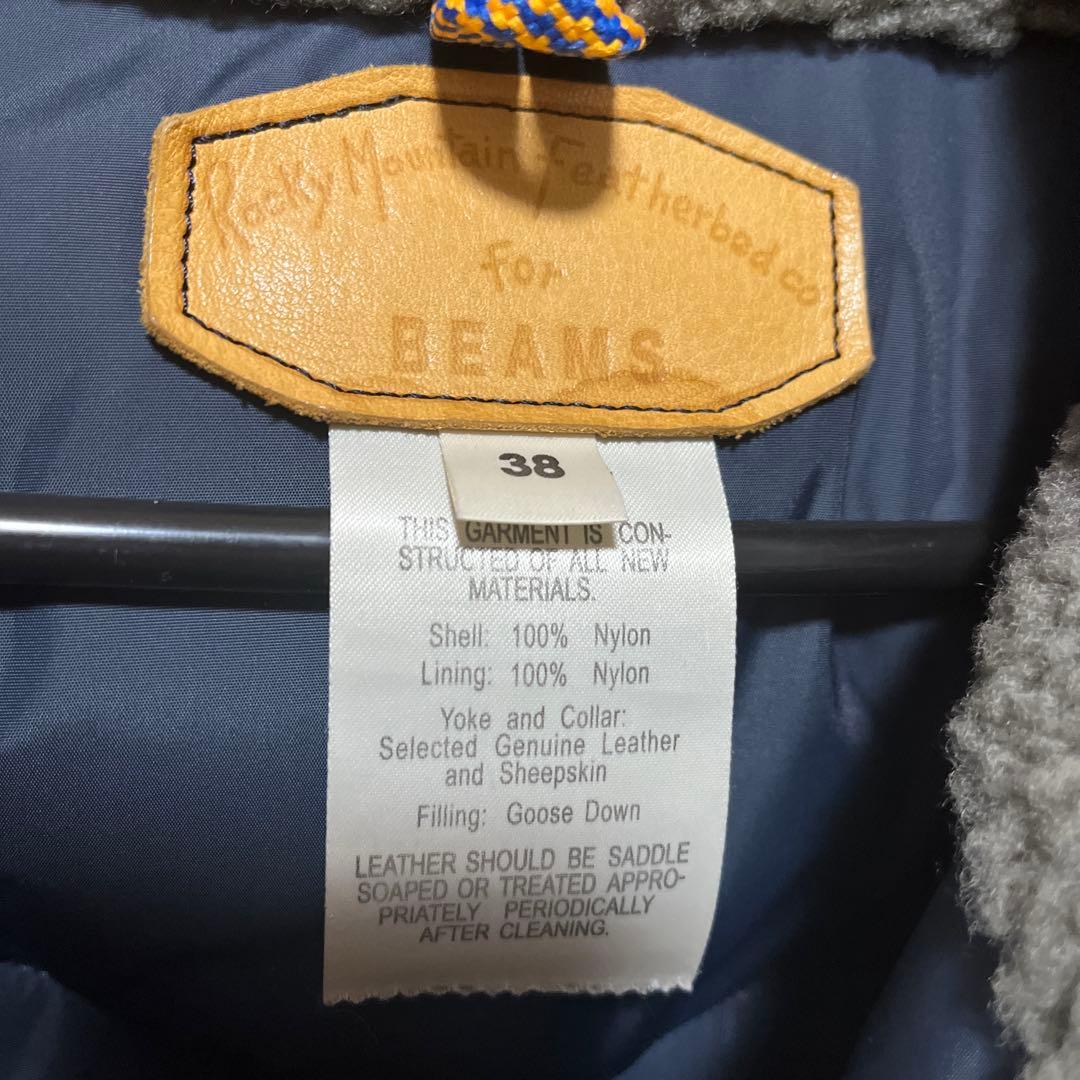 Rocky Mountain Featherbed co
for
BEAMS
38
THIS GARMENT IS CON-
STRUCTED OF ALL NEW
MATERIALS.
Shell: 100% Nylon
Lining: 100% Nylon
Yoke and Collar:
Selected Genuine Leather
and Sheepskin
Filling: Goose Down
LEATHER SHOULD BE SADDLE
SOAPED OR TREATED APPRO-
PRIATELY PERIODICALLY
AFTER CLEANING.